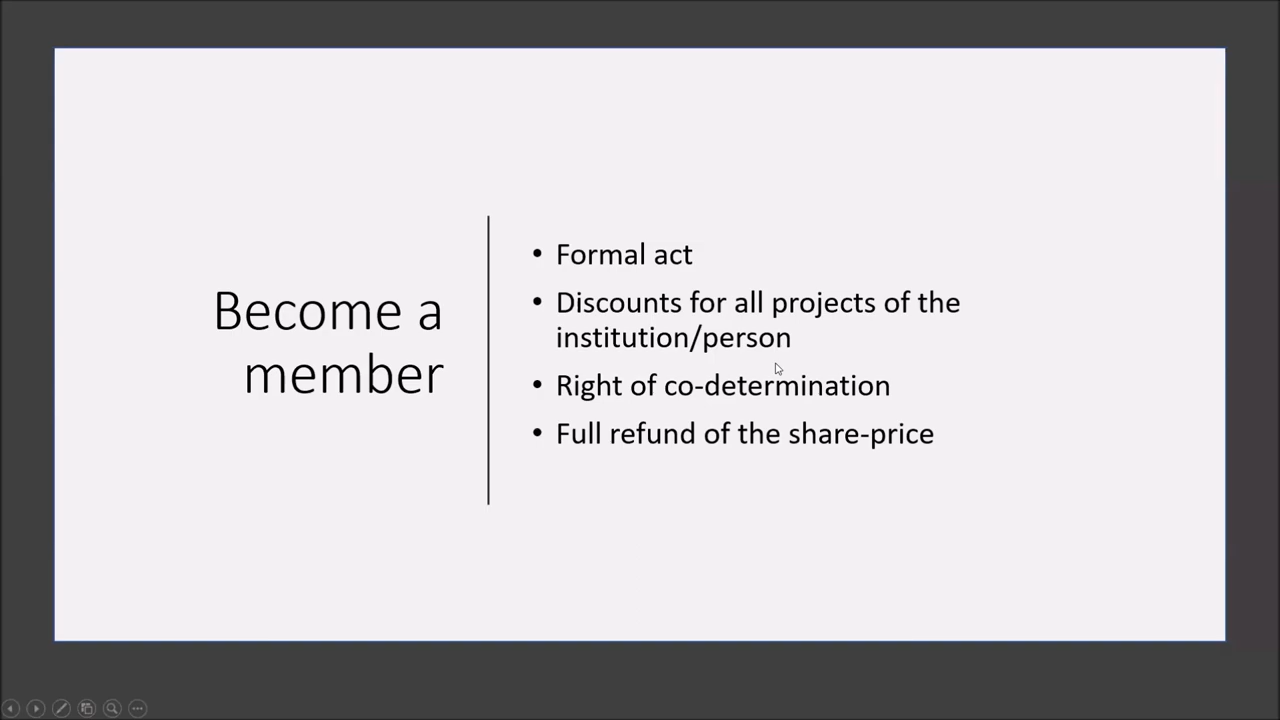 Become a
member
• Formal act
• Discounts for all projects of the
institution/person
• Right of co-determination
• Full refund of the share-price